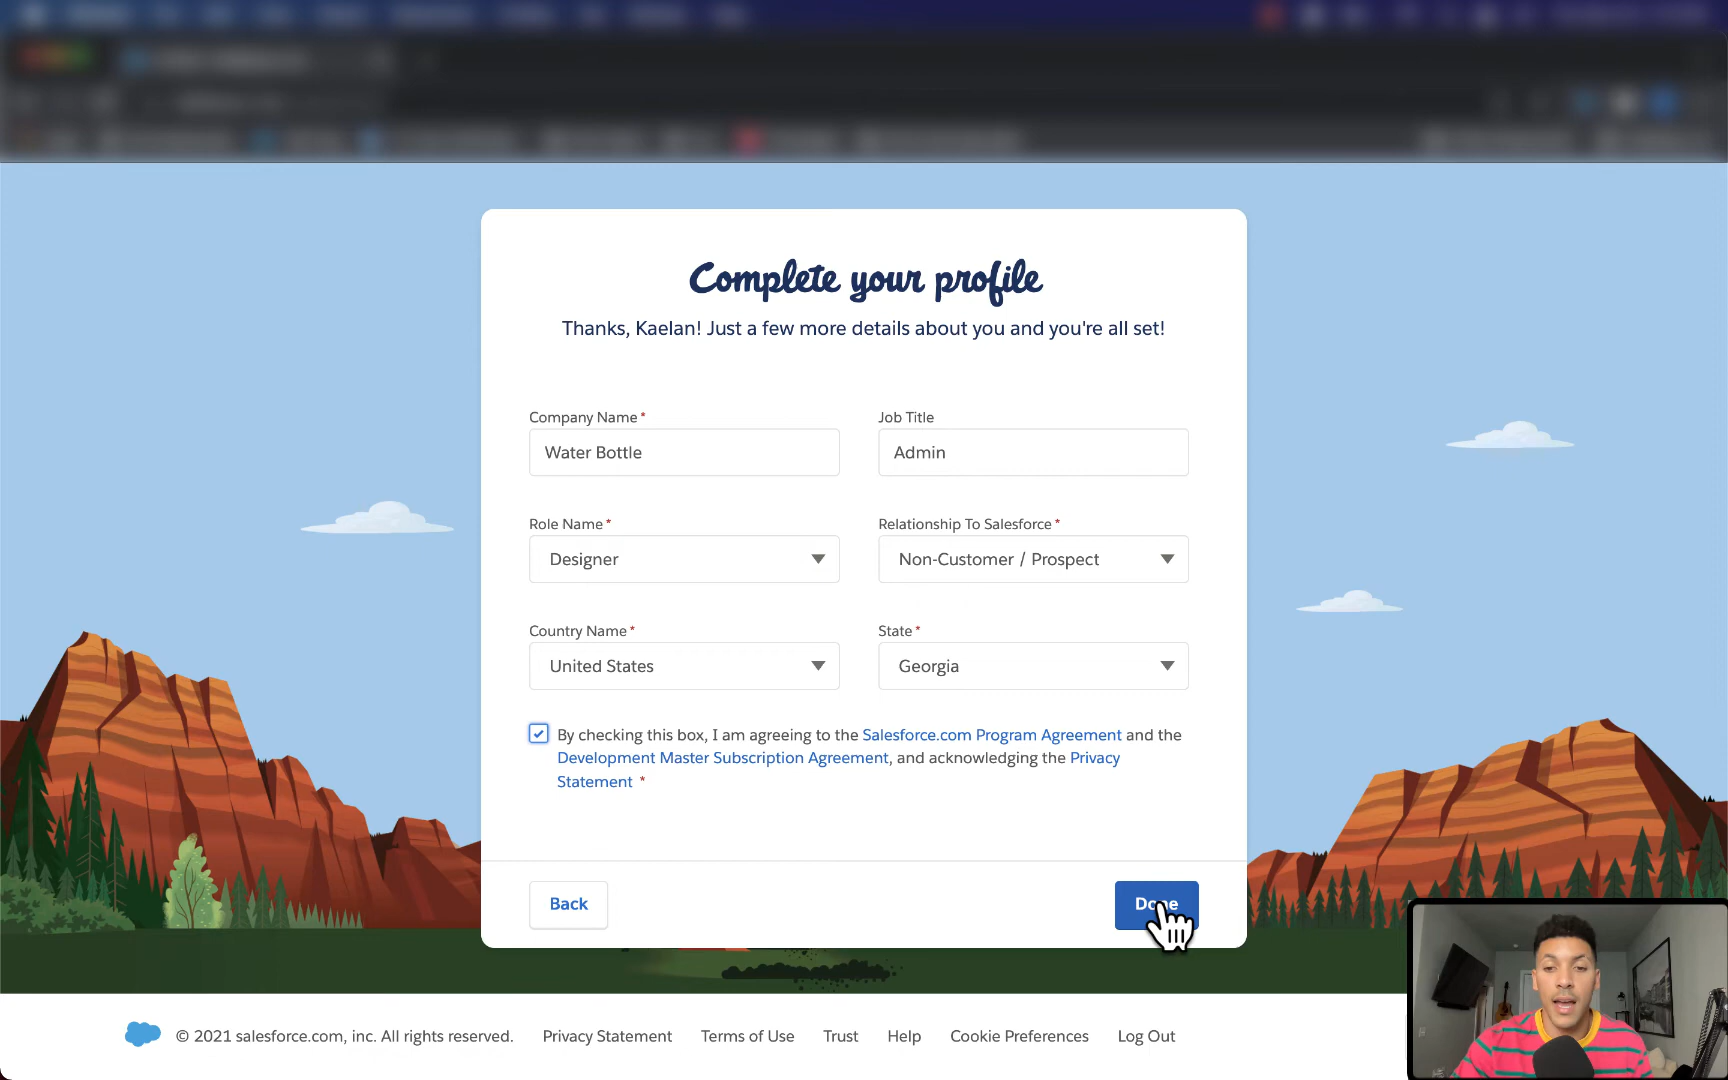 Complete your profile
Thanks, Kaelan! Just a few more details about you and you're all set!
Company Name*
Job Title
Water Bottle
Admin
Role Name*
Relationship To Salesforce*
Designer
Non-Customer / Prospect
Country Name*
State*
United States
Georgia
By checking this box, I am agreeing to the Salesforce.com Program Agreement and the
Development Master Subscription Agreement, and acknowledging the Privacy
Statement *
Back
Done
© 2021 salesforce.com, inc. All rights reserved. Privacy Statement Terms of Use Trust Help Cookie Preferences Log Out